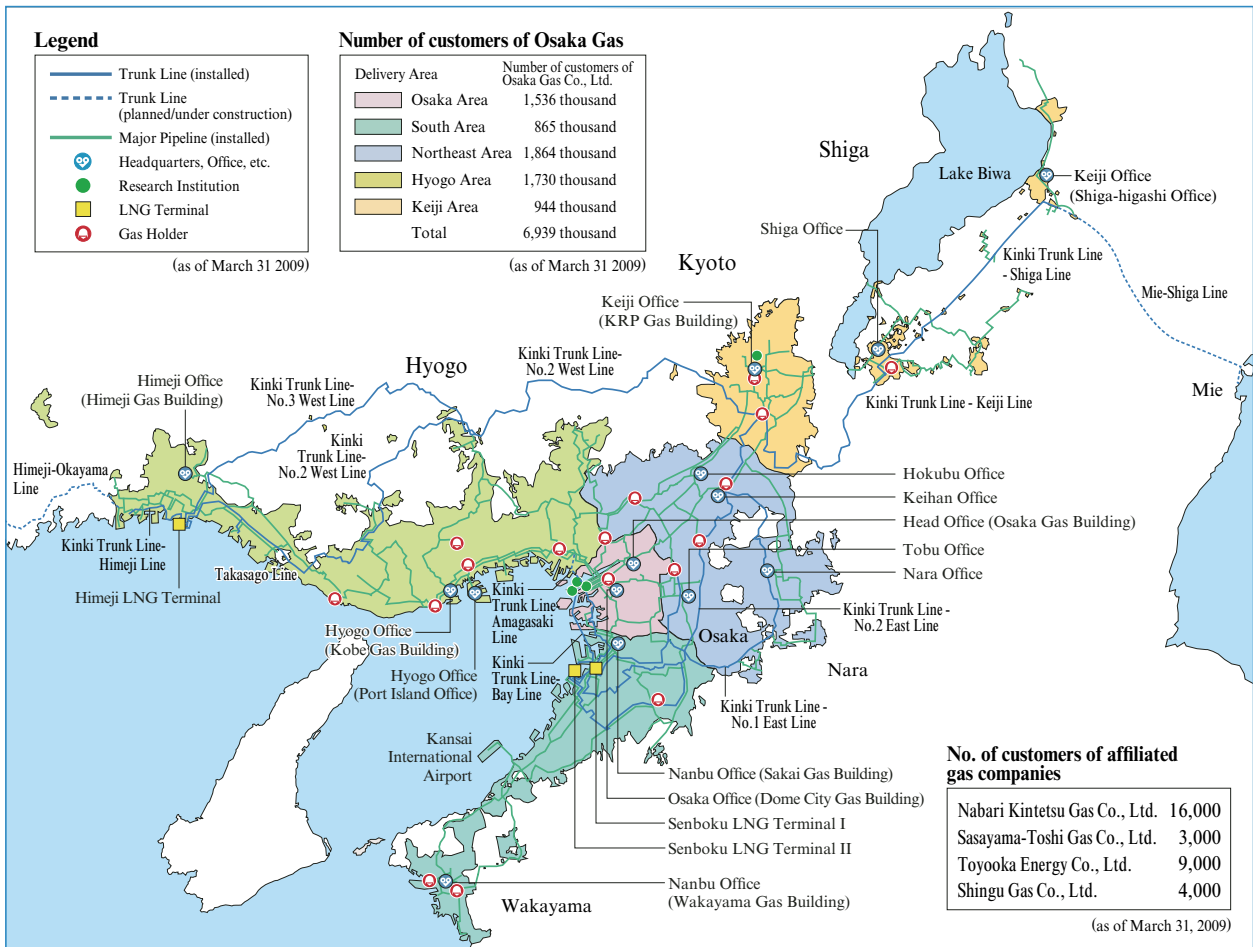 Legend
Trunk Line (installed)
Trunk Line
(planned/under construction)
Major Pipeline (installed)
Headquarters, Office, etc.
Research Institution
LNG Terminal
Gas Holder
(as of March 31 2009)
Number of customers of Osaka Gas
Delivery Area
Number of customers of
Osaka Gas Co., Ltd.
Osaka Area 1,536 thousand
South Area 865 thousand
Northeast Area 1,864 thousand
Hyogo Area 1,730 thousand
Keiji Area 944 thousand
Total 6,939 thousand
(as of March 31 2009)
Shiga
Lake Biwa
Keiji Office
(Shiga-higashi Office)
Shiga Office
Kinki Trunk Line
- Shiga Line
Mie-Shiga Line
Kyoto
Keiji Office
(KRP Gas Building)
Hyogo
Kinki Trunk Line-
No.2 West Line
Himeji Office
(Himeji Gas Building)
Kinki Trunk Line-
No.3 West Line
Kinki Trunk Line - Keiji Line
Mie
Kinki
Trunk Line-
No.2 West Line
Himeji-Okayama
Line
Hokubu Office
Keihan Office
Head Office (Osaka Gas Building)
Tobu Office
Nara Office
Kinki Trunk Line-
Himeji Line
Takasago Line
Himeji LNG Terminal
Kinki
Trunk Line-
Amagasaki
Line
Kinki Trunk Line -
No.2 East Line
Hyogo Office
(Kobe Gas Building)
Osaka
Kinki
Trunk Line-
Bay Line
Hyogo Office
(Port Island Office)
Nara
Kinki Trunk Line -
No.1 East Line
Kansai
International
Airport
Nanbu Office (Sakai Gas Building)
Osaka Office (Dome City Gas Building)
Senboku LNG Terminal I
Senboku LNG Terminal II
Nanbu Office
(Wakayama Gas Building)
Wakayama
No. of customers of affiliated
gas companies
Nabari Kintetsu Gas Co., Ltd. 16,000
Sasayama-Toshi Gas Co., Ltd. 3,000
Toyooka Energy Co., Ltd. 9,000
Shingu Gas Co., Ltd. 4,000
(as of March 31, 2009)